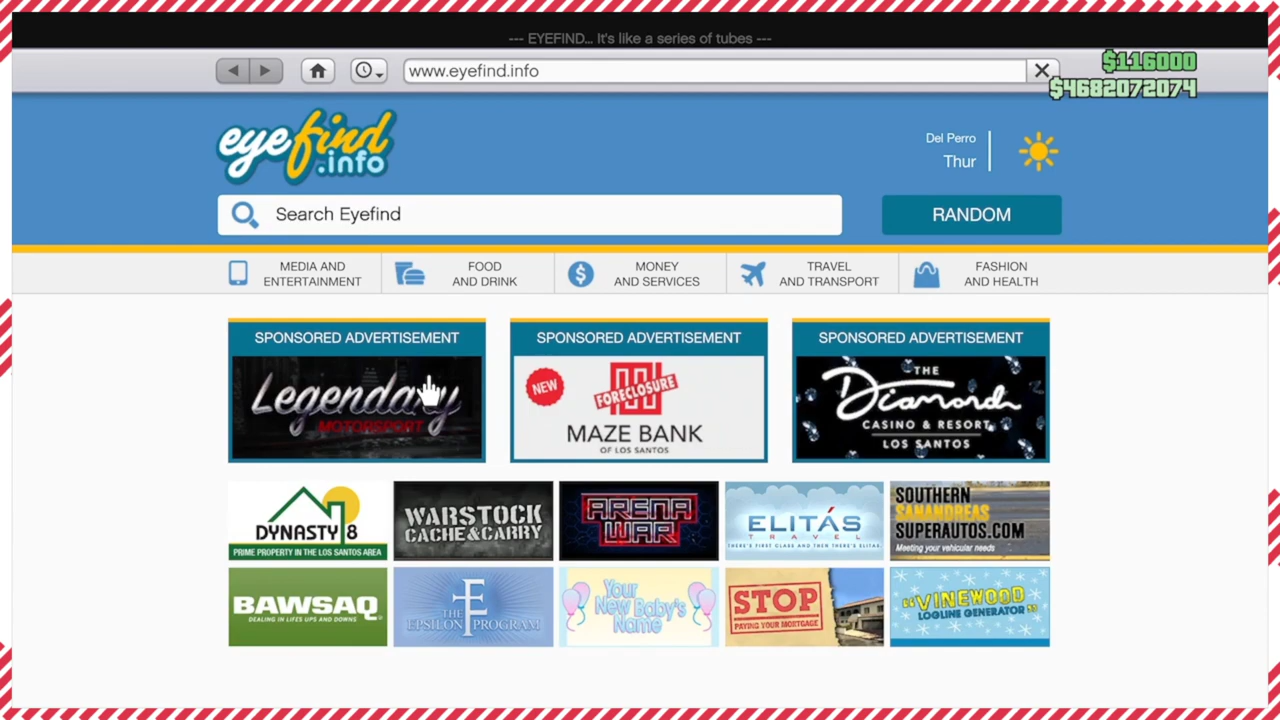 --- EYEFIND... It's like a series of tubes ---
www.eyefind.info
$116000
$4682072074
eyefind
.info
Del Perro
Thur
Search Eyefind
RANDOM
MEDIA AND
ENTERTAINMENT
FOOD
AND DRINK
MONEY
AND SERVICES
TRAVEL
AND TRANSPORT
FASHION
AND HEALTH
SPONSORED ADVERTISEMENT
Legendary
MOTORSPORT
SPONSORED ADVERTISEMENT
NEW
FORECLOSURE
MAZE BANK
OF LOS SANTOS
SPONSORED ADVERTISEMENT
THE
Diamond
CASINO & RESORT
LOS SANTOS
DYNASTY 8
PRIME PROPERTY IN THE LOS SANTOS AREA
WARSTOCK
CACHE & CARRY
ARENA
WAR
ELITÁS
TRAVEL
THERE'S FIRST CLASS AND THEN THERE'S ELITÁS
SOUTHERN
SANANDREAS
SUPERAUTOS.COM
Meeting your vehicular needs
BAWSAQ
DEALING IN LIFES UPS AND DOWNS
THE
EPSILON PROGRAM
Your
New Baby's
Name
STOP
PAYING YOUR MORTGAGE
"VINEWOOD
LOGLINE GENERATOR"